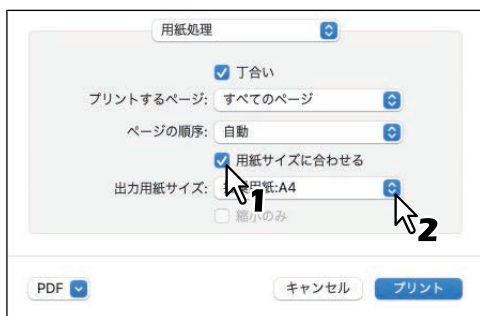 用紙処理
丁合い
プリントするページ: すべてのページ
ページの順序: 自動
用紙サイズに合わせる
出力用紙サイズ: 用紙:A4
1
縮小のみ
2
PDF キャンセル プリント